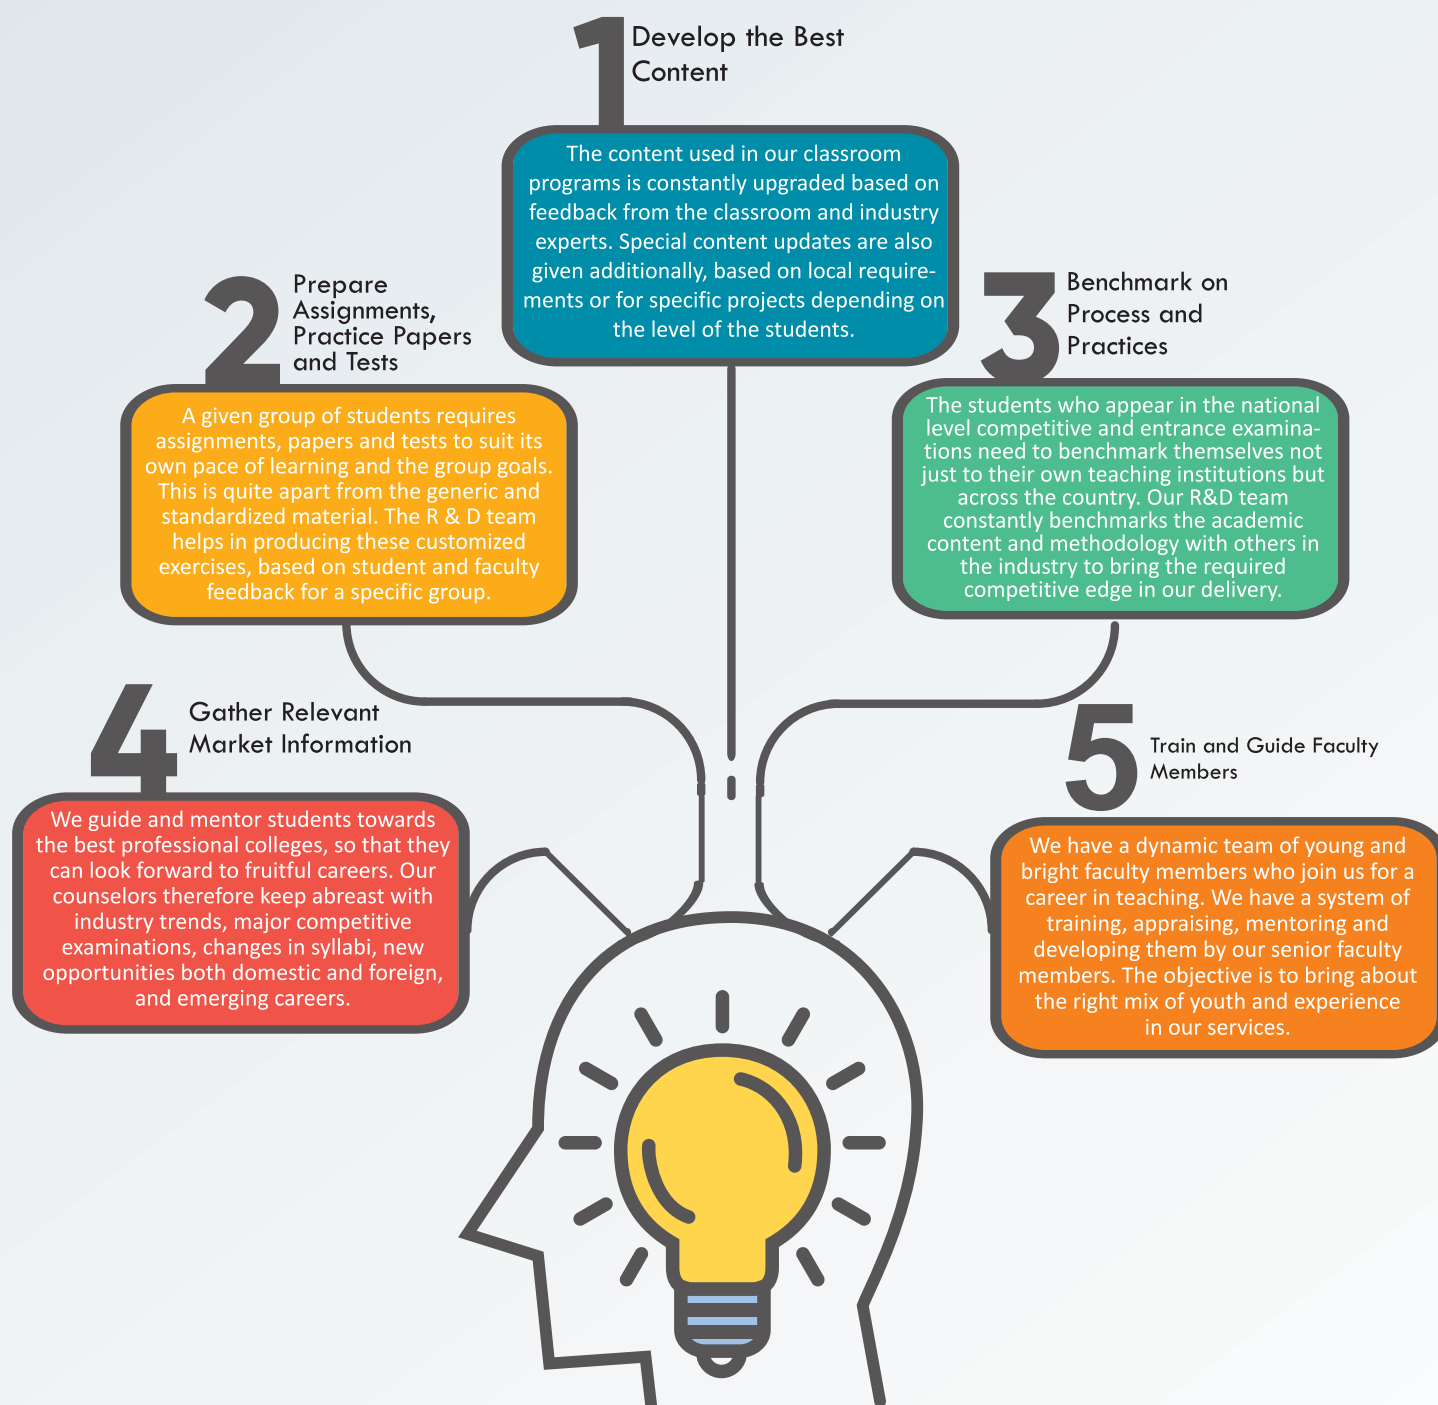 1
Develop the Best
Content
The content used in our classroom
programs is constantly upgraded based on
feedback from the classroom and industry
experts. Special content updates are also
given additionally, based on local require-
ments or for specific projects depending on
the level of the students.
2
Prepare
Assignments,
Practice Papers
and Tests
A given group of students requires
assignments, papers and tests to suit its
own pace of learning and the group goals.
This is quite apart from the generic and
standardized material. The R & D team
helps in producing these customized
exercises, based on student and faculty
feedback for a specific group.
3
Benchmark on
Process and
Practices
The students who appear in the national
level competitive and entrance examina-
tions need to benchmark themselves not
just to their own teaching institutions but
across the country. Our R&D team
constantly benchmarks the academic
content and methodology with others in
the industry to bring the required
competitive edge in our delivery.
4
Gather Relevant
Market Information
We guide and mentor students towards
the best professional colleges, so that they
can look forward to fruitful careers. Our
counselors therefore keep abreast with
industry trends, major competitive
examinations, changes in syllabi, new
opportunities both domestic and foreign,
and emerging careers.
5
Train and Guide Faculty
Members
We have a dynamic team of young and
bright faculty members who join us for a
career in teaching. We have a system of
training, appraising, mentoring and
developing them by our senior faculty
members. The objective is to bring about
the right mix of youth and experience
in our services.